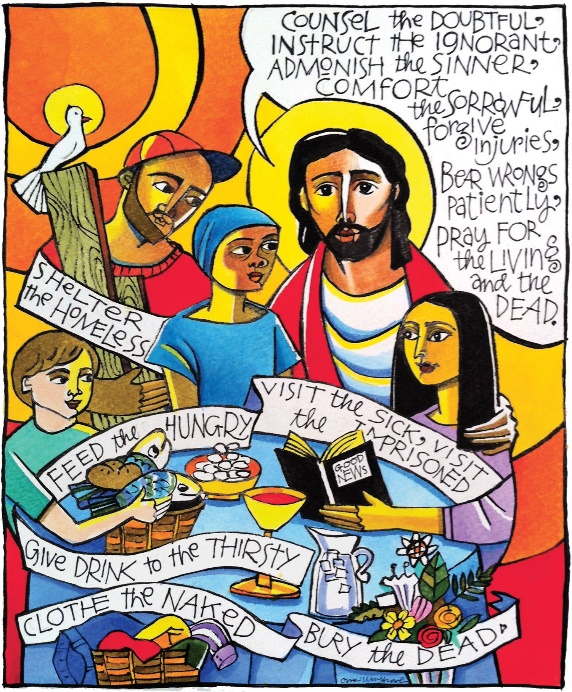 COUNSEL the DOUBTFUL,
INSTRUCT the IGNORANT,
ADMONISH the SINNER,
COMFORT
the SORROWFUL,
forgive
injuries,
BEAR WRONGS
patiently,
PRAY FOR
the LIVING
and the
DEAD.
SHELTER
the HOMELESS
FEED the HUNGRY
VISIT the SICK, VISIT
the IMPRISONED
GOOD
NEWS
GIVE DRINK to the THIRSTY
CLOTHE the NAKED
BURY the DEAD.